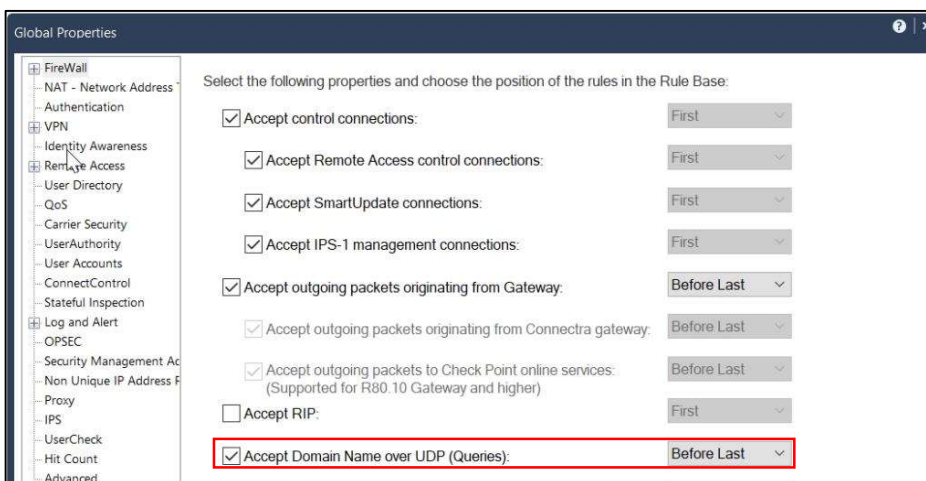 Global Properties
FireWall
NAT - Network Address
Authentication
VPN
Identity Awareness
Remote Access
User Directory
QoS
Carrier Security
UserAuthority
User Accounts
ConnectControl
Stateful Inspection
Log and Alert
OPSEC
Security Management Ac
Non Unique IP Address
Proxy
IPS
UserCheck
Hit Count
Advanced
Select the following properties and choose the position of the rules in the Rule Base:
Accept control connections: First
Accept Remote Access control connections: First
Accept SmartUpdate connections: First
Accept IPS-1 management connections: First
Accept outgoing packets originating from Gateway: Before Last
Accept outgoing packets originating from Connectra gateway: Before Last
Accept outgoing packets to Check Point online services: Before Last
(Supported for R80.10 Gateway and higher)
Accept RIP: First
Accept Domain Name over UDP (Queries): Before Last